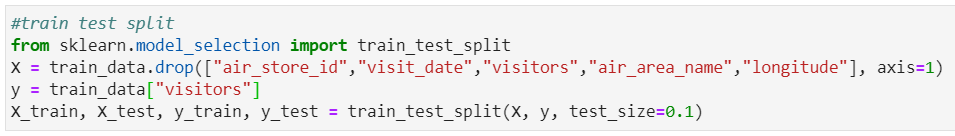 #train test split
from sklearn.model_selection import train_test_split
X = train_data.drop(["air_store_id","visit_date","visitors","air_area_name","longitude"], axis=1)
y = train_data["visitors"]
X_train, X_test, y_train, y_test = train_test_split(X, y, test_size=0.1)